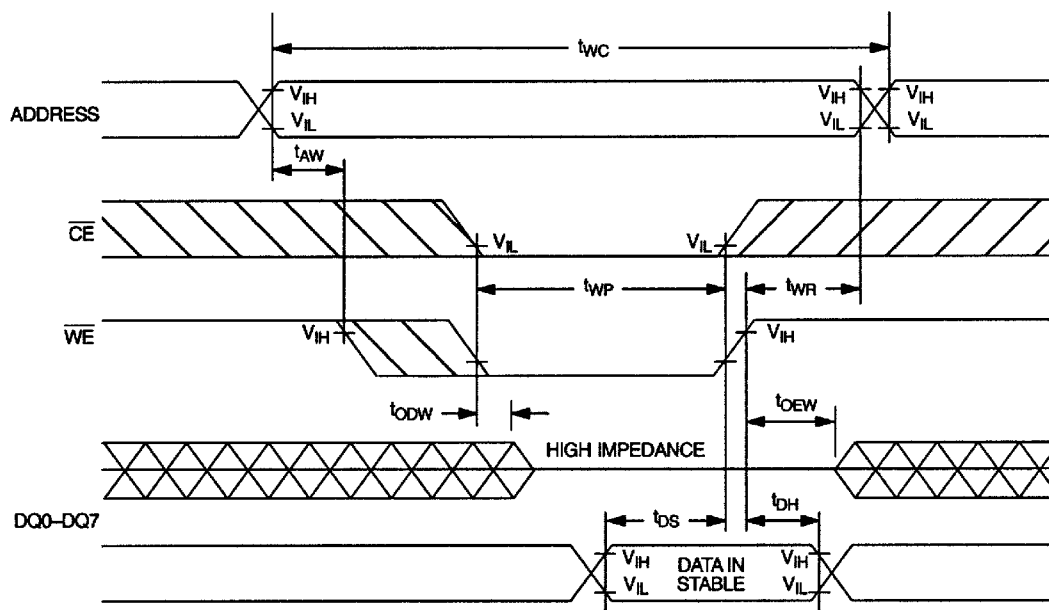 tWC
ADDRESS
VIH
VIL
VIH
VIL
VIH
VIL
tAW
CE
VIL
VIL
tWP
tWR
WE
VIH
VIH
tODW
tOEW
HIGH IMPEDANCE
DQ0–DQ7
tDS
tDH
VIH
VIL
DATA IN
STABLE
VIH
VIL